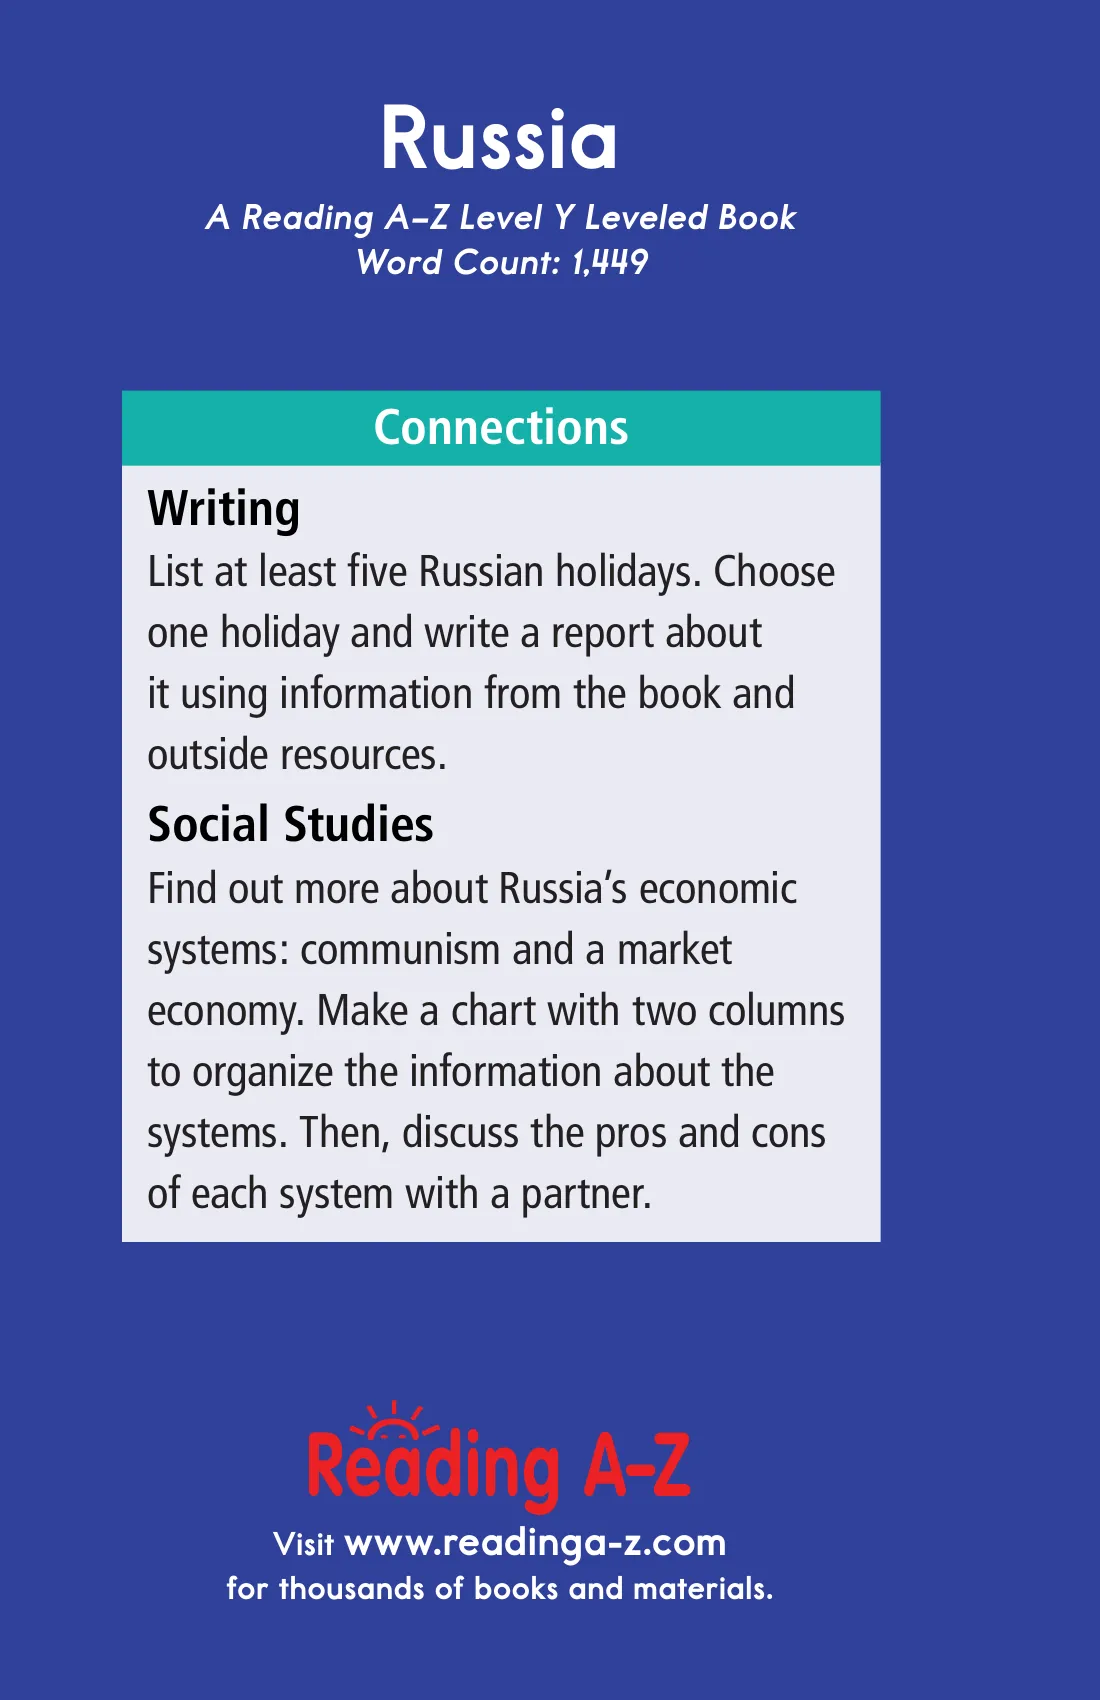 Russia
A Reading A–Z Level Y Leveled Book
Word Count: 1,449
Connections
Writing
List at least five Russian holidays. Choose
one holiday and write a report about
it using information from the book and
outside resources.
Social Studies
Find out more about Russia’s economic
systems: communism and a market
economy. Make a chart with two columns
to organize the information about the
systems. Then, discuss the pros and cons
of each system with a partner.
Reading A–Z
Visit www.readinga-z.com
for thousands of books and materials.